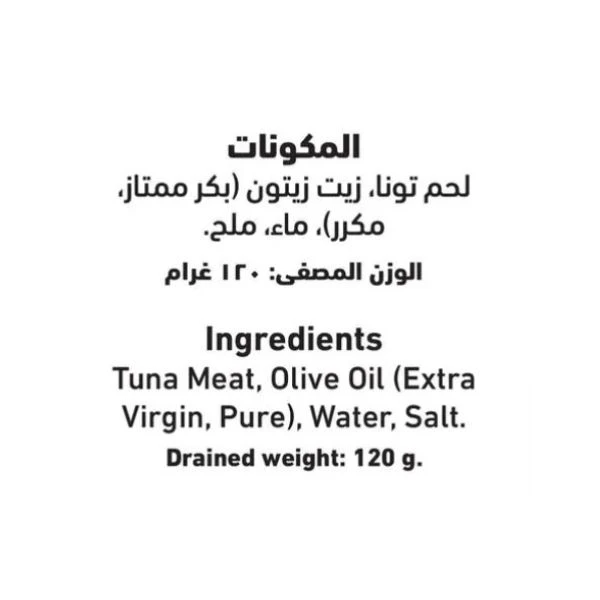 المكونات
لحم تونا، زيت زيتون (بكر ممتاز،
مكرر)، ماء، ملح.
الوزن المصفى: ١٢٠ غرام
Ingredients
Tuna Meat, Olive Oil (Extra
Virgin, Pure), Water, Salt.
Drained weight: 120 g.